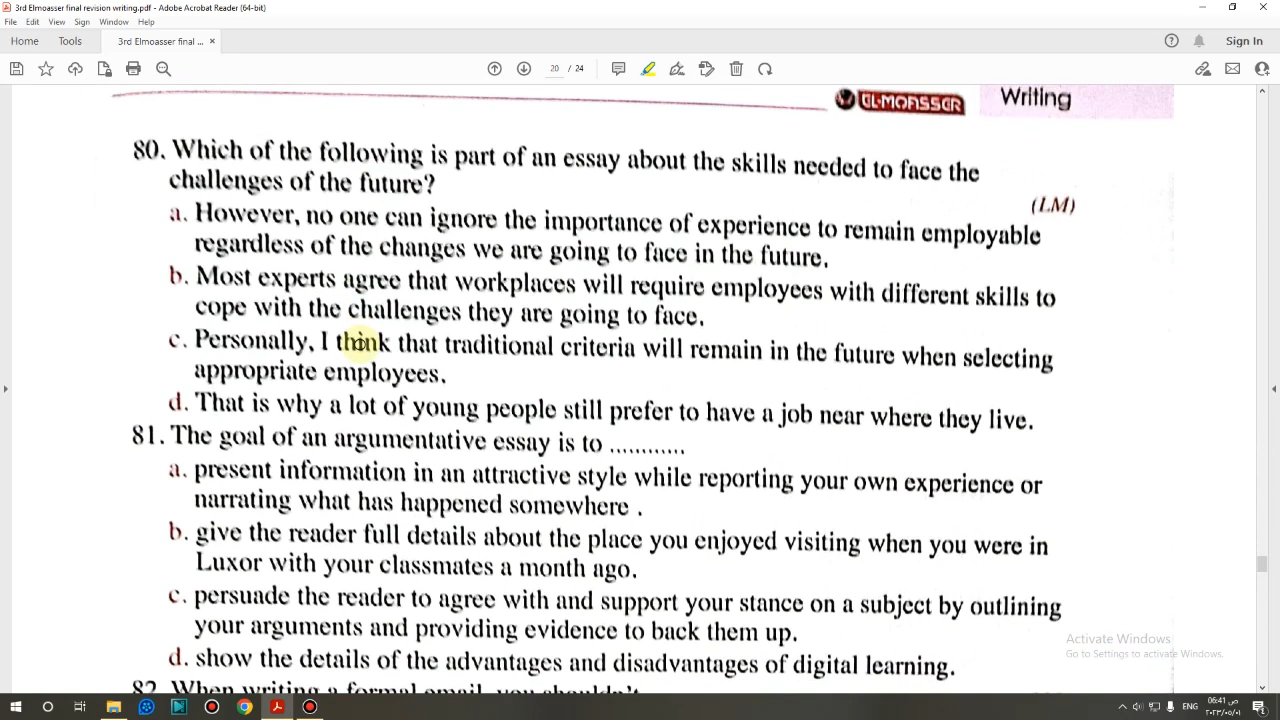 3rd Elmoasser final revision writing.pdf - Adobe Acrobat Reader (64-bit)
File Edit View Sign Window Help
Home Tools 3rd Elmoasser final ... × Sign In
20 / 24
EL-MOASSER Writing
80. Which of the following is part of an essay about the skills needed to face the
challenges of the future?
(LM)
a. However, no one can ignore the importance of experience to remain employable
regardless of the changes we are going to face in the future.
b. Most experts agree that workplaces will require employees with different skills to
cope with the challenges they are going to face.
c. Personally, I think that traditional criteria will remain in the future when selecting
appropriate employees.
d. That is why a lot of young people still prefer to have a job near where they live.
81. The goal of an argumentative essay is to ............
a. present information in an attractive style while reporting your own experience or
narrating what has happened somewhere .
b. give the reader full details about the place you enjoyed visiting when you were in
Luxor with your classmates a month ago.
c. persuade the reader to agree with and support your stance on a subject by outlining
your arguments and providing evidence to back them up.
d. show the details of the advantages and disadvantages of digital learning.
Activate Windows
Go to Settings to activate Windows.
82. When writing a formal email, you shouldn't
ENG 06:41 ص